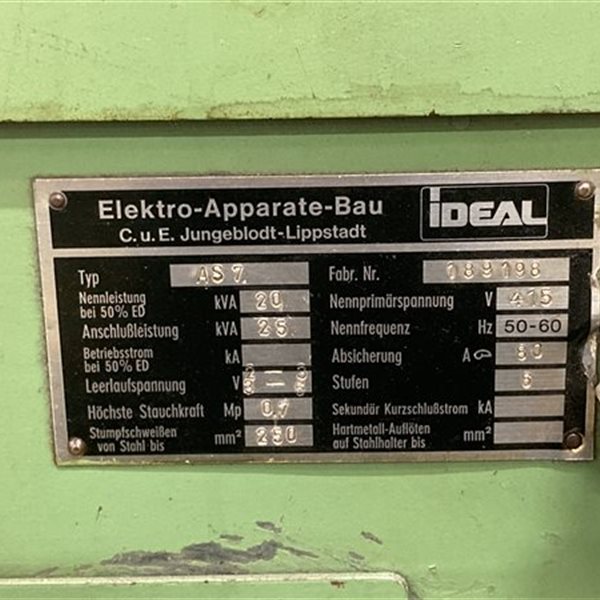 Elektro-Apparate-Bau
C. u. E. Jungeblodt-Lippstadt
iDEAL
Typ AS 7 Fabr. Nr. 189198
Nennleistung bei 50% ED kVA 20 Nennprimärspannung V 415
Anschlußleistung kVA 25 Nennfrequenz Hz 50-60
Betriebsstrom bei 50% ED kA Absicherung A 50
Leerlaufspannung V Stufen
Höchste Stauchkraft Mp 0,7 Sekundär Kurzschlußstrom kA
Stumpfschweißen von Stahl bis mm² 250 Hartmetall-Auflöten auf Stahlhalter bis mm²